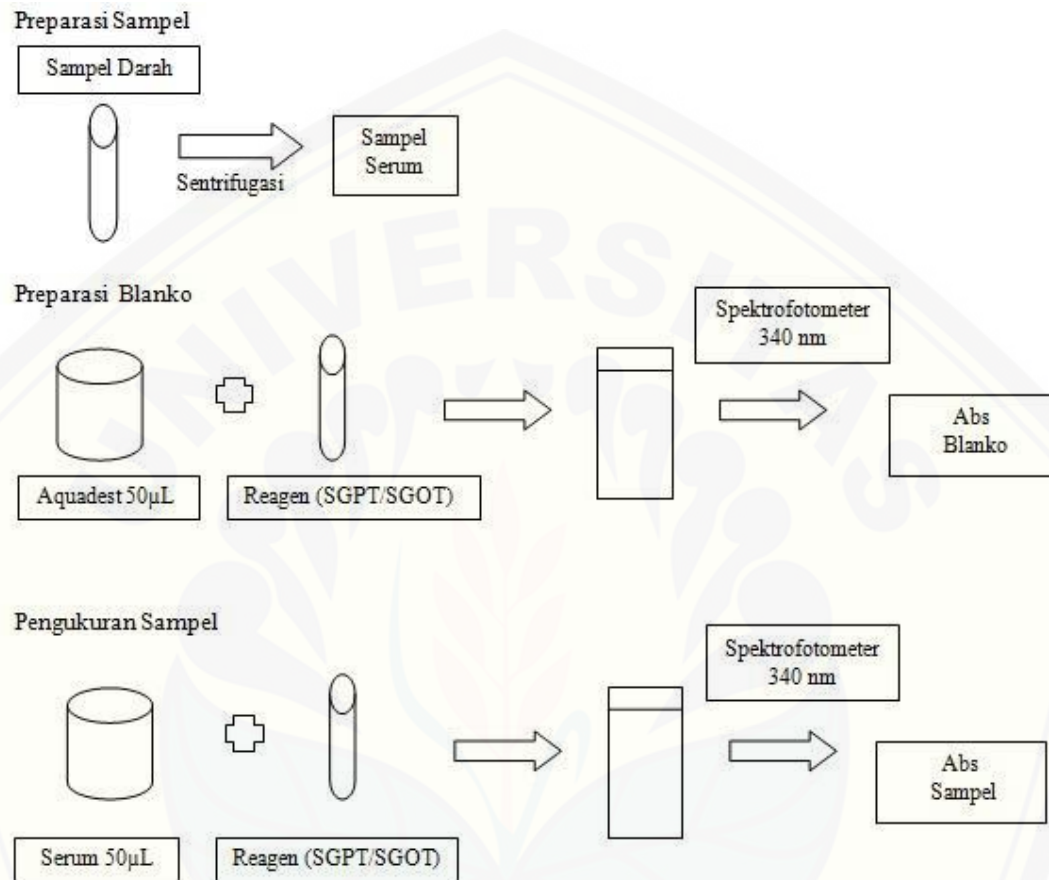 Preparasi Sampel
Sampel Darah
Sentrifugasi
Sampel
Serum
Preparasi Blanko
Aquadest 50µL
Reagen (SGPT/SGOT)
Spektrofotometer
340 nm
Abs
Blanko
Pengukuran Sampel
Serum 50µL
Reagen (SGPT/SGOT)
Spektrofotometer
340 nm
Abs
Sampel
UNIVERSITAS